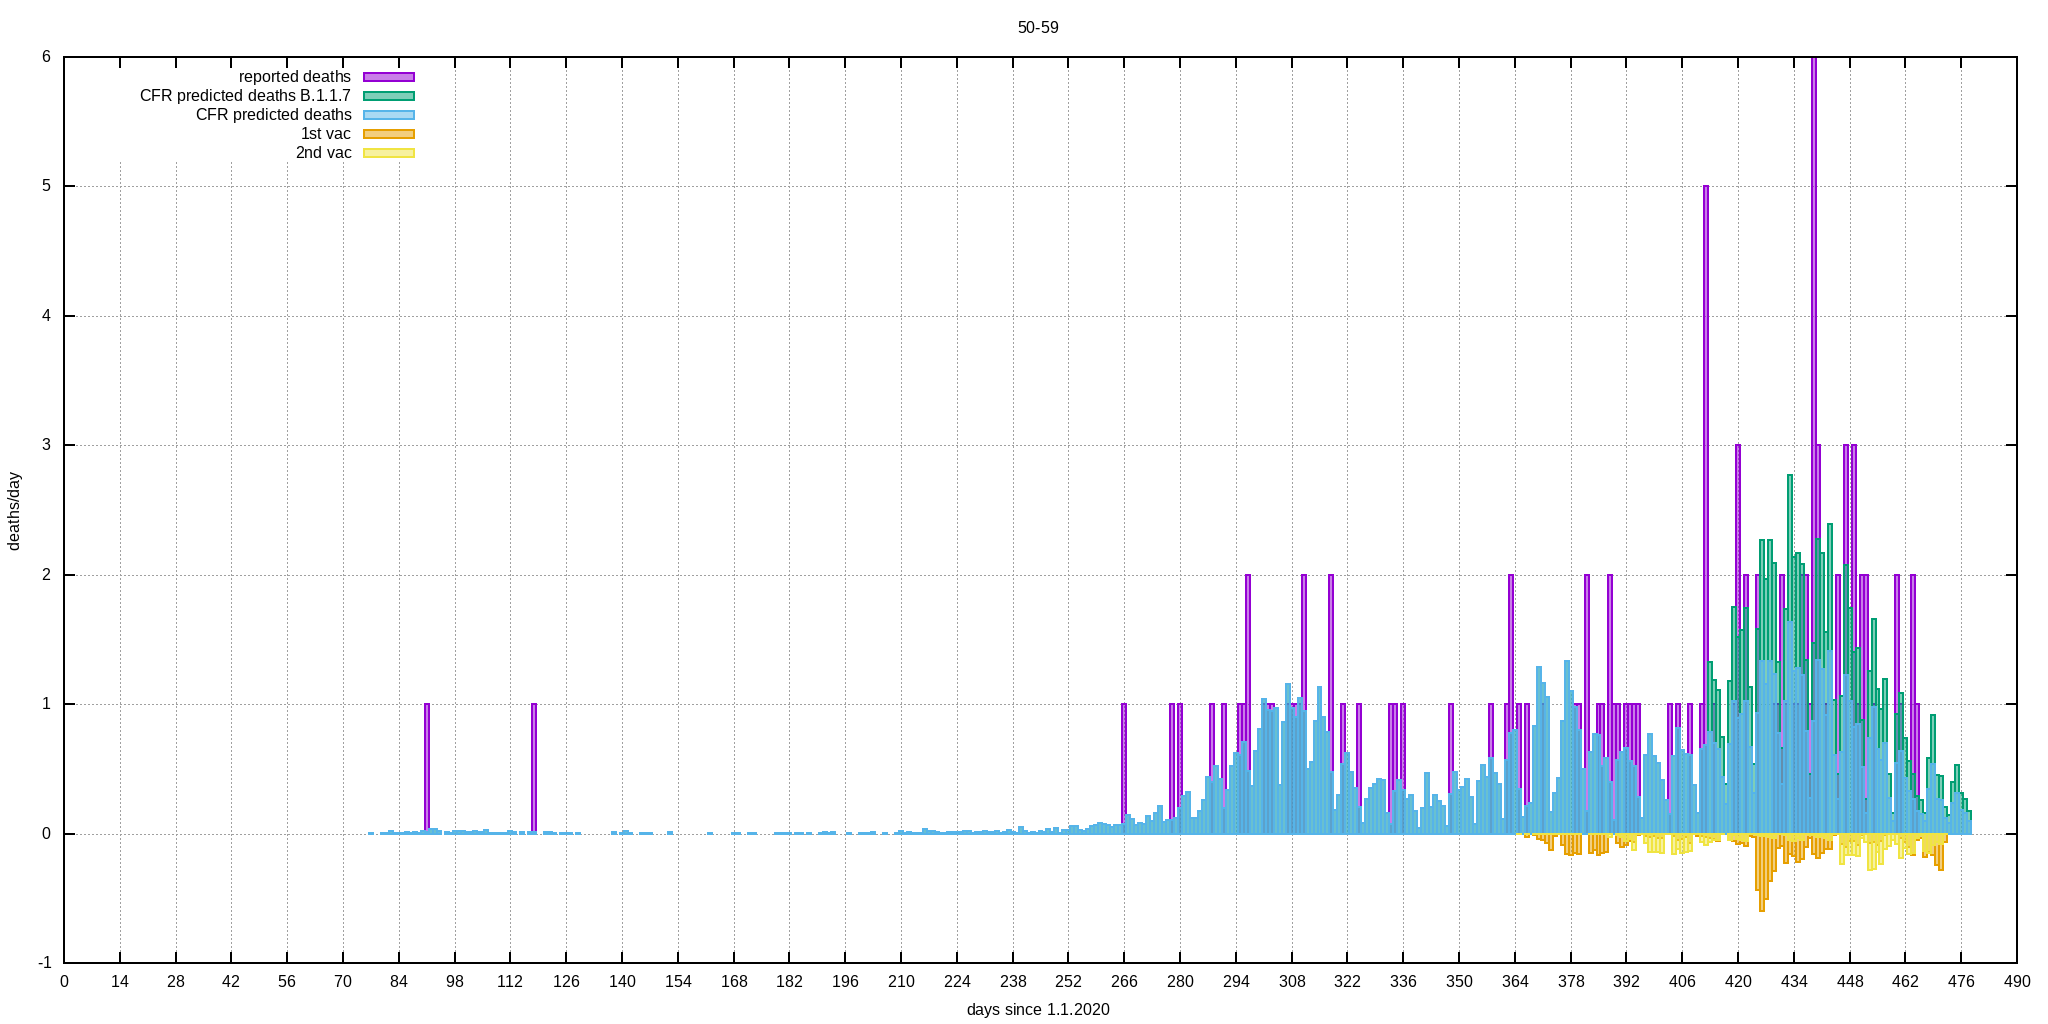 50-59
reported deaths
CFR predicted deaths B.1.1.7
CFR predicted deaths
1st vac
2nd vac
6
5
4
3
2
1
0
-1
deaths/day
0 14 28 42 56 70 84 98 112 126 140 154 168 182 196 210 224 238 252 266 280 294 308 322 336 350 364 378 392 406 420 434 448 462 476 490
days since 1.1.2020